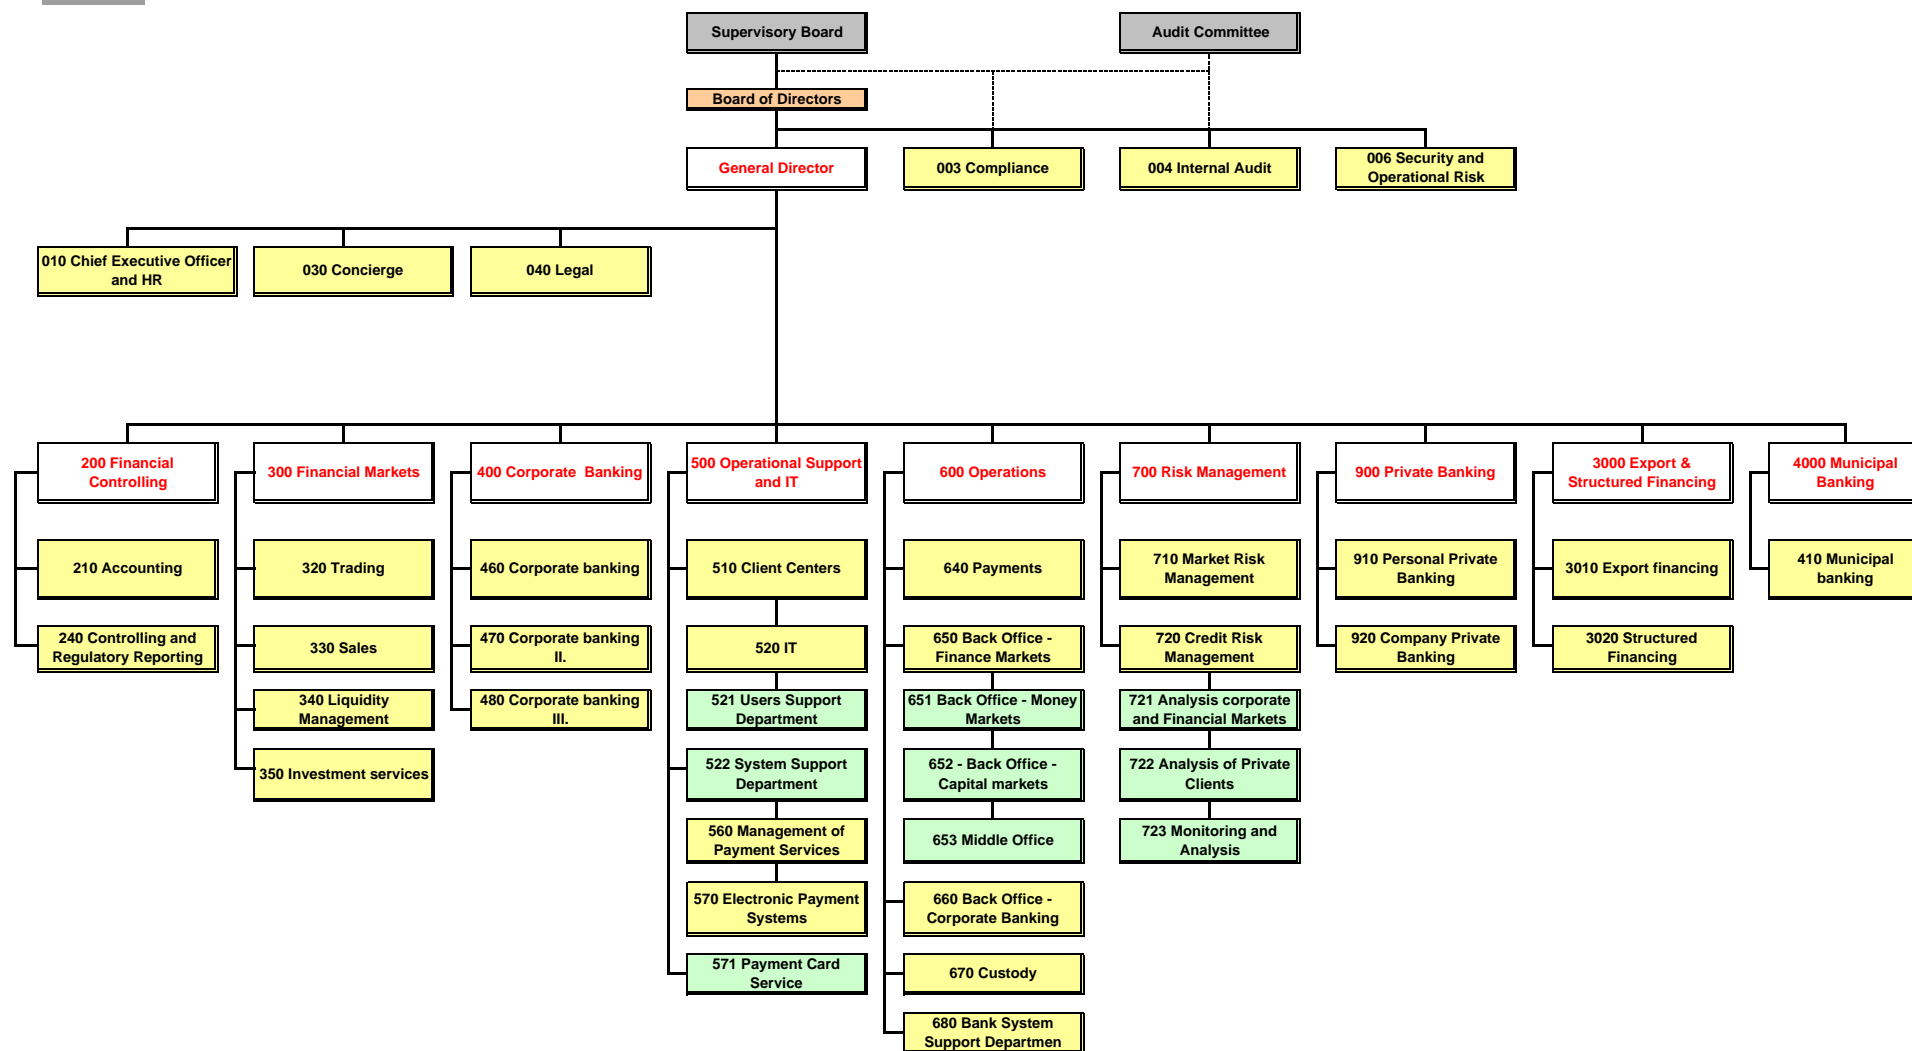 Supervisory Board
Audit Committee
Board of Directors
General Director
003 Compliance
004 Internal Audit
006 Security and
Operational Risk
010 Chief Executive Officer
and HR
030 Concierge
040 Legal
200 Financial
Controlling
300 Financial Markets
400 Corporate  Banking
500 Operational Support
and IT
600 Operations
700 Risk Management
900 Private Banking
3000 Export &
Structured Financing
4000 Municipal
Banking
210 Accounting
320 Trading
460 Corporate banking
510 Client Centers
640 Payments
710 Market Risk
Management
910 Personal Private
Banking
3010 Export financing
410 Municipal
banking
240 Controlling and
Regulatory Reporting
330 Sales
470 Corporate banking
II.
520 IT
650 Back Office -
Finance Markets
720 Credit Risk
Management
920 Company Private
Banking
3020 Structured
Financing
340 Liquidity
Management
480 Corporate banking
III.
521 Users Support
Department
651 Back Office - Money
Markets
721 Analysis corporate
and Financial Markets
350 Investment services
522 System Support
Department
652 - Back Office -
Capital markets
722 Analysis of Private
Clients
560 Management of
Payment Services
653 Middle Office
723 Monitoring and
Analysis
570 Electronic Payment
Systems
660 Back Office -
Corporate Banking
571 Payment Card
Service
670 Custody
680 Bank System
Support Departmen